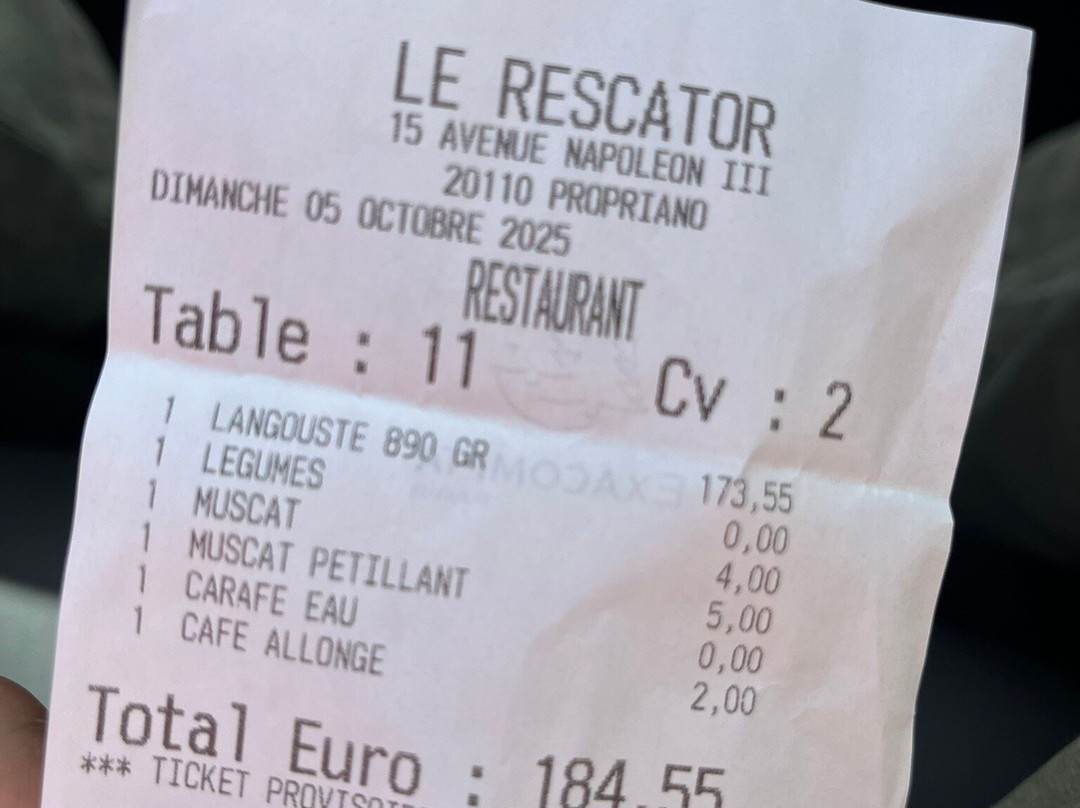 LE RESCATOR
15 AVENUE NAPOLEON III
20110 PROPRIANO
DIMANCHE 05 OCTOBRE 2025
RESTAURANT
Table : 11 Cv : 2
1 LANGOUSTE 890 GR 173,55
1 LEGUMES 0,00
1 MUSCAT 4,00
1 MUSCAT PETILLANT 5,00
1 CARAFE EAU 0,00
1 CAFE ALLONGE 2,00
Total Euro : 184,55
*** TICKET